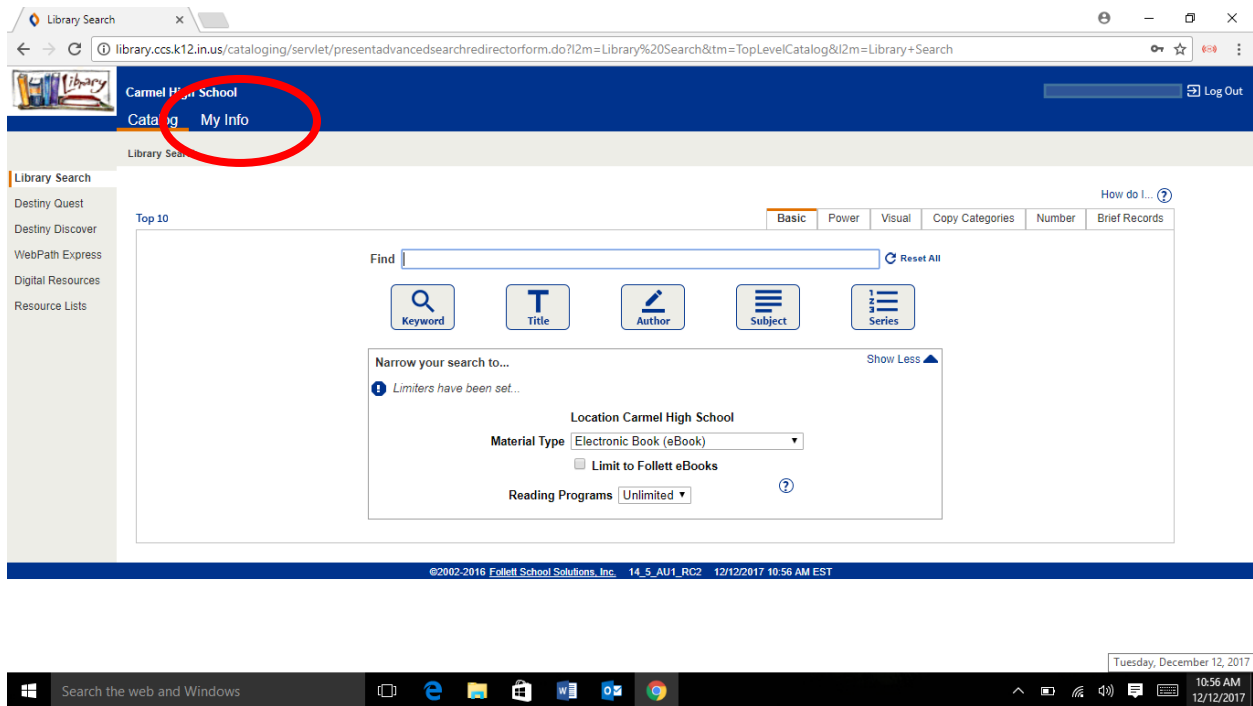 Library Search
library.ccs.k12.in.us/cataloging/servlet/presentadvancedsearchredirectorform.do?l2m=Library%20Search&tm=TopLevelCatalog&l2m=Library+Search
Library
Carmel High School
Log Out
Catalog My Info
Library Search
Library Search
Destiny Quest
Destiny Discover
WebPath Express
Digital Resources
Resource Lists
How do I... ?
Top 10
Basic Power Visual Copy Categories Number Brief Records
Find Reset All
Keyword Title Author Subject Series
Narrow your search to... Show Less
Limiters have been set...
Location Carmel High School
Material Type Electronic Book (eBook)
Limit to Follett eBooks
Reading Programs Unlimited ?
©2002-2016 Follett School Solutions, Inc. 14_5_AU1_RC2 12/12/2017 10:56 AM EST
Tuesday, December 12, 2017
Search the web and Windows
10:56 AM
12/12/2017